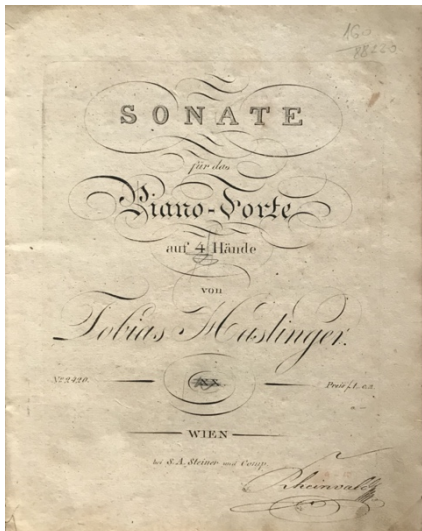 160
SONATE
für das
Piano-Forte
auf 4 Hände
von
Tobias Haslinger.
No. 2420. Preis f 1. C.M.
WIEN
bei S. A. Steiner und Comp.
Rheinwald